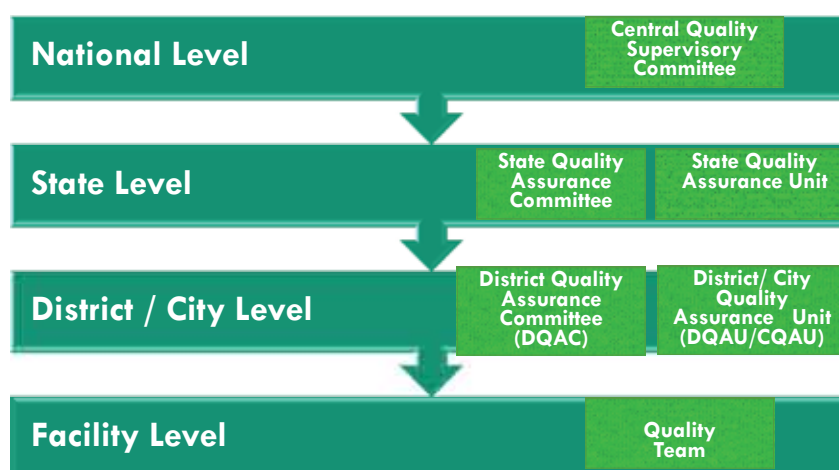 National Level
Central Quality
Supervisory
Committee
State Level
State Quality
Assurance
Committee
State Quality
Assurance Unit
District / City Level
District Quality
Assurance
Committee
(DQAC)
District/ City
Quality
Assurance Unit
(DQAU/CQAU)
Facility Level
Quality
Team